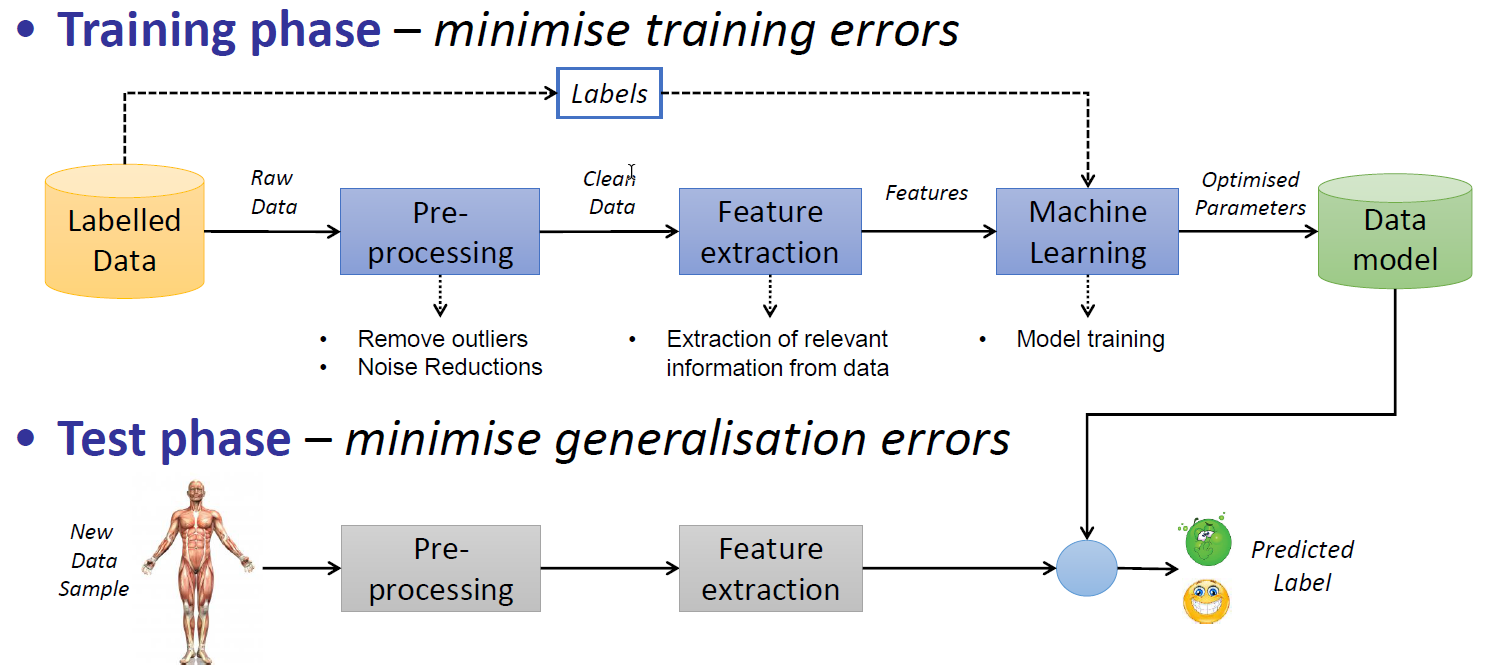 • Training phase – minimise training errors
Labels
Raw
Data
Clean
Data
Features
Optimised
Parameters
Labelled
Data
Pre-
processing
Feature
extraction
Machine
Learning
Data
model
• Remove outliers
• Noise Reductions
• Extraction of relevant
information from data
• Model training
• Test phase – minimise generalisation errors
New
Data
Sample
Pre-
processing
Feature
extraction
Predicted
Label